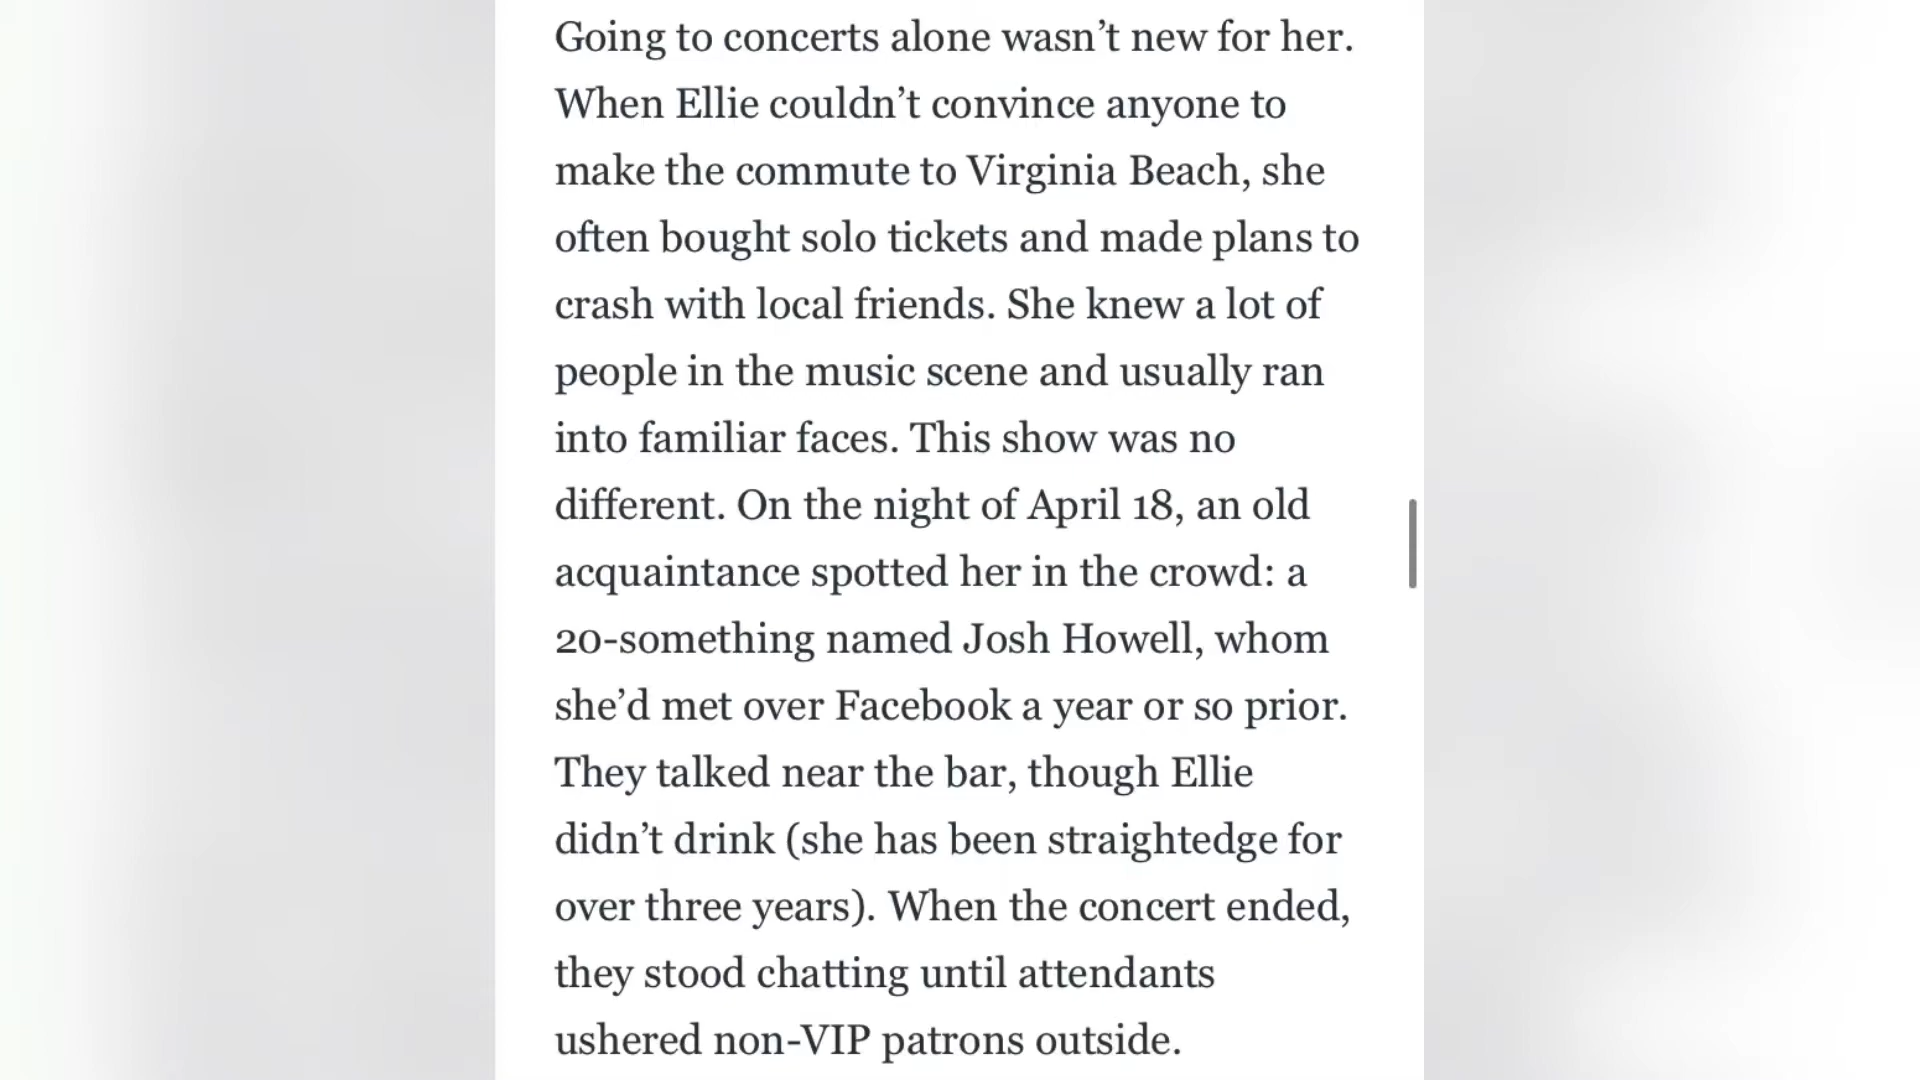 Going to concerts alone wasn’t new for her.
When Ellie couldn’t convince anyone to
make the commute to Virginia Beach, she
often bought solo tickets and made plans to
crash with local friends. She knew a lot of
people in the music scene and usually ran
into familiar faces. This show was no
different. On the night of April 18, an old
acquaintance spotted her in the crowd: a
20-something named Josh Howell, whom
she’d met over Facebook a year or so prior.
They talked near the bar, though Ellie
didn’t drink (she has been straightedge for
over three years). When the concert ended,
they stood chatting until attendants
ushered non-VIP patrons outside.